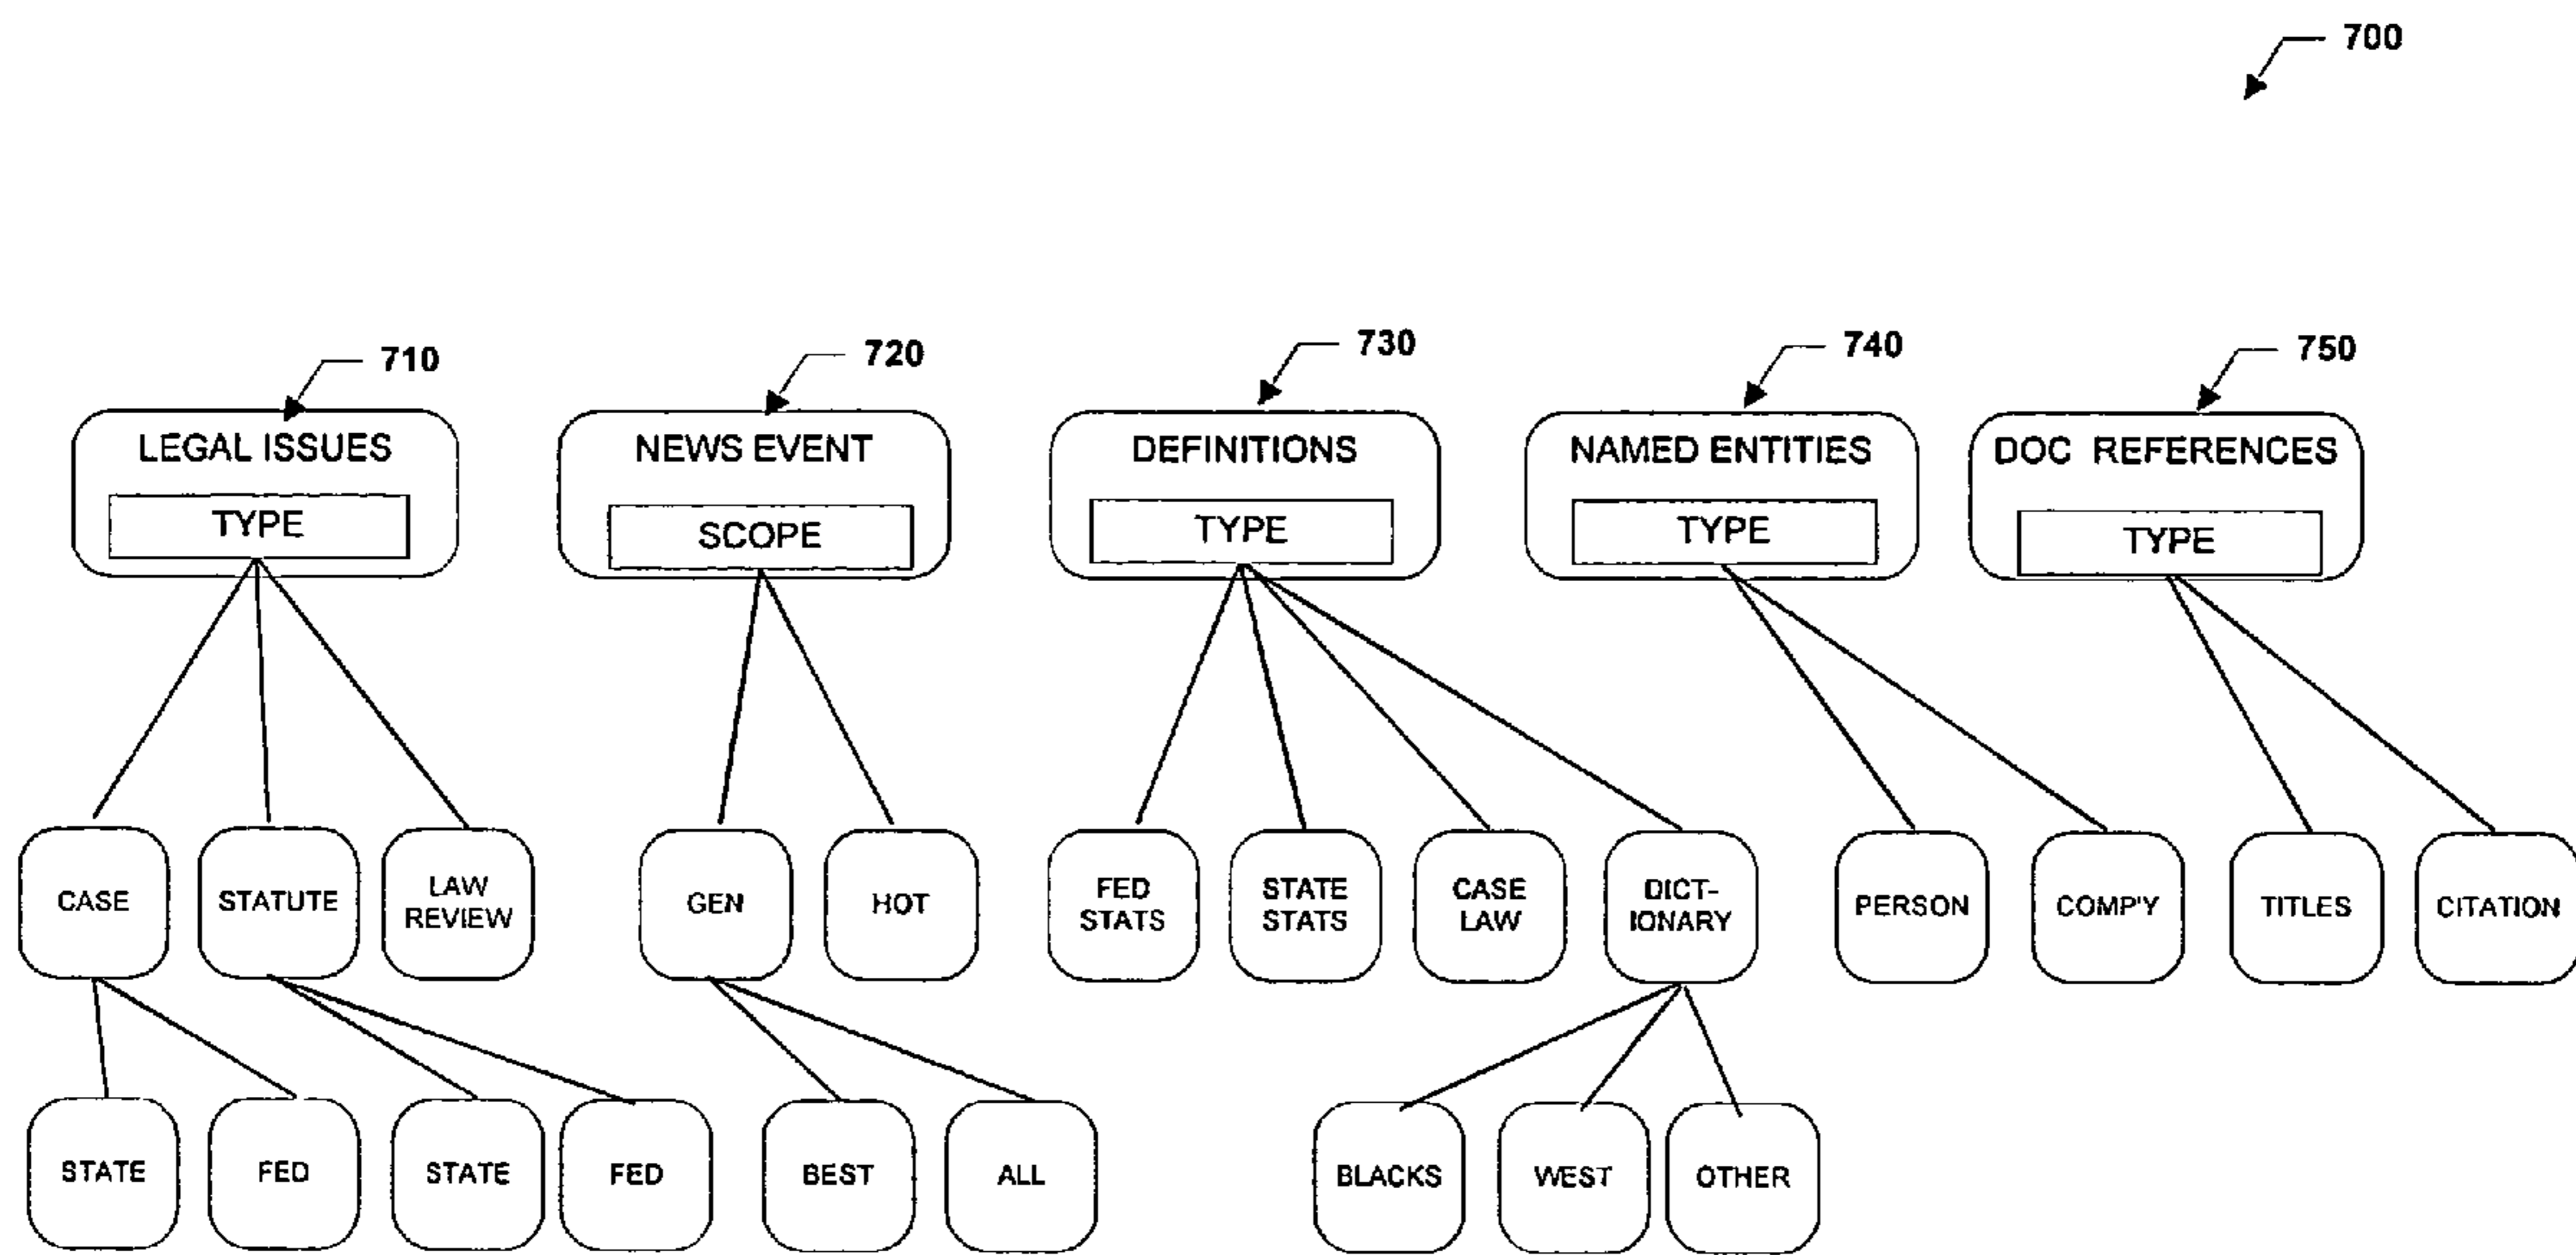 700
710
720
730
740
750
LEGAL ISSUES
TYPE
NEWS EVENT
SCOPE
DEFINITIONS
TYPE
NAMED ENTITIES
TYPE
DOC REFERENCES
TYPE
CASE
STATUTE
LAW
REVIEW
GEN
HOT
FED
STATS
STATE
STATS
CASE
LAW
DICT-
IONARY
PERSON
COMP'Y
TITLES
CITATION
STATE
FED
STATE
FED
BEST
ALL
BLACKS
WEST
OTHER